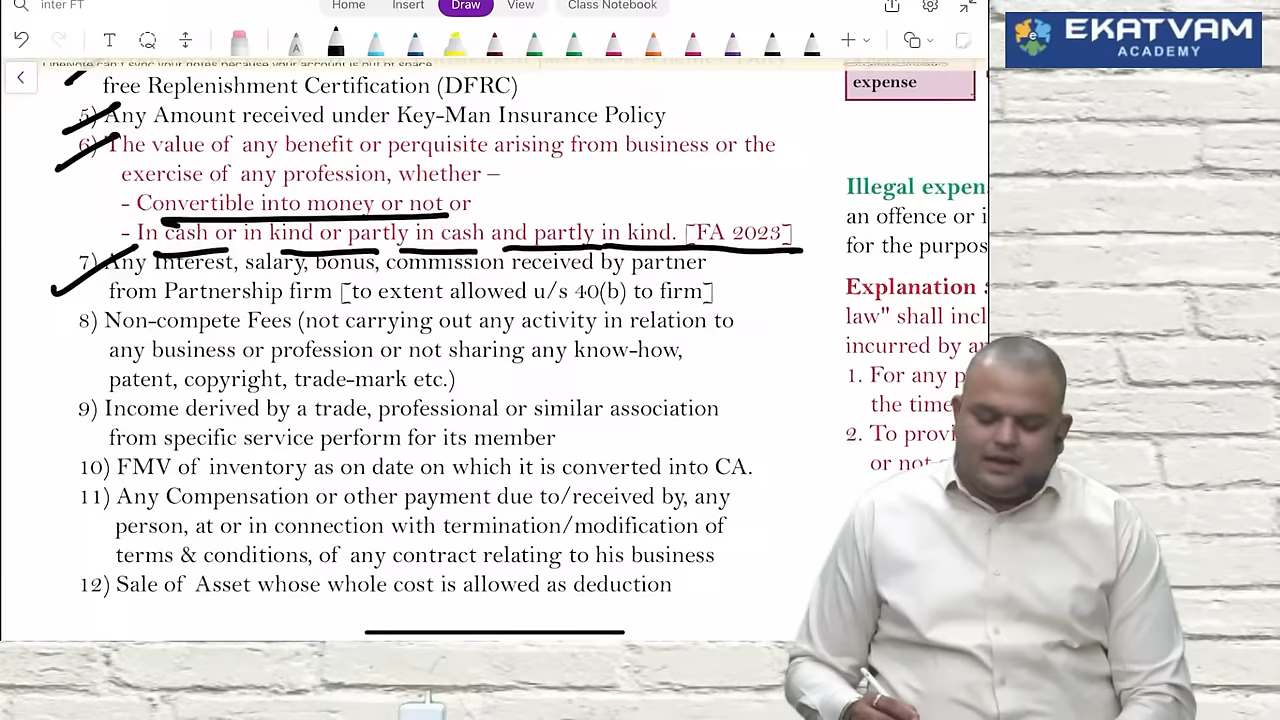 inter FT
Home Insert Draw View Class Notebook
free Replenishment Certification (DFRC)
5) Any Amount received under Key-Man Insurance Policy
6) The value of any benefit or perquisite arising from business or the
exercise of any profession, whether –
- Convertible into money or not or
- In cash or in kind or partly in cash and partly in kind. [FA 2023]
7) Any Interest, salary, bonus, commission received by partner
from Partnership firm [to extent allowed u/s 40(b) to firm]
8) Non-compete Fees (not carrying out any activity in relation to
any business or profession or not sharing any know-how,
patent, copyright, trade-mark etc.)
9) Income derived by a trade, professional or similar association
from specific service perform for its member
10) FMV of inventory as on date on which it is converted into CA.
11) Any Compensation or other payment due to/received by, any
person, at or in connection with termination/modification of
terms & conditions, of any contract relating to his business
12) Sale of Asset whose whole cost is allowed as deduction
expense
Illegal expen
an offence or i
for the purpos
Explanation
law" shall incl
incurred by a
1. For any p
the time
2. To provi
or not
EKATVAM
ACADEMY